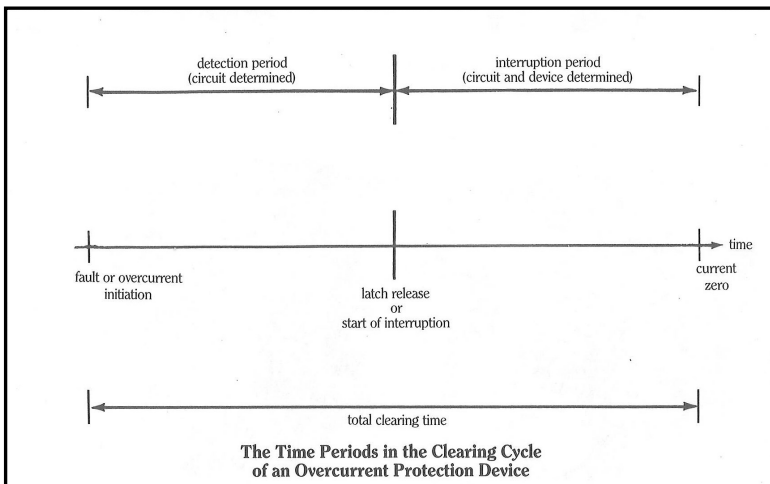 detection period
(circuit determined)
interruption period
(circuit and device determined)
time
fault or overcurrent
initiation
latch release
or
start of interruption
current
zero
total clearing time
The Time Periods in the Clearing Cycle
of an Overcurrent Protection Device